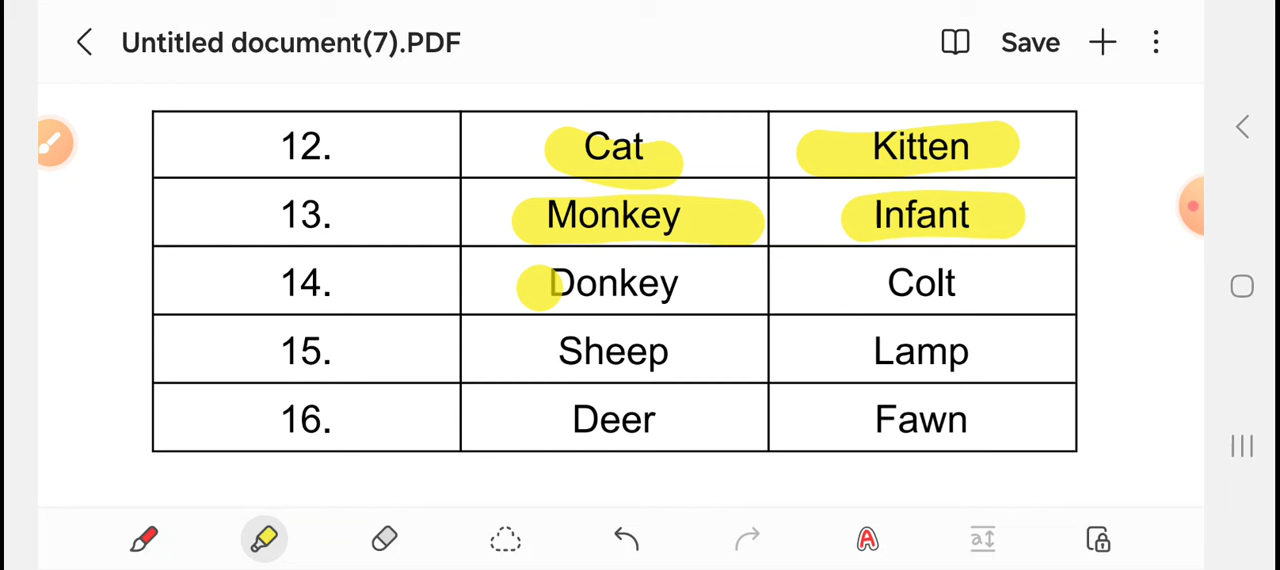 Untitled document(7).PDF Save
12. Cat Kitten
13. Monkey Infant
14. Donkey Colt
15. Sheep Lamp
16. Deer Fawn
A a